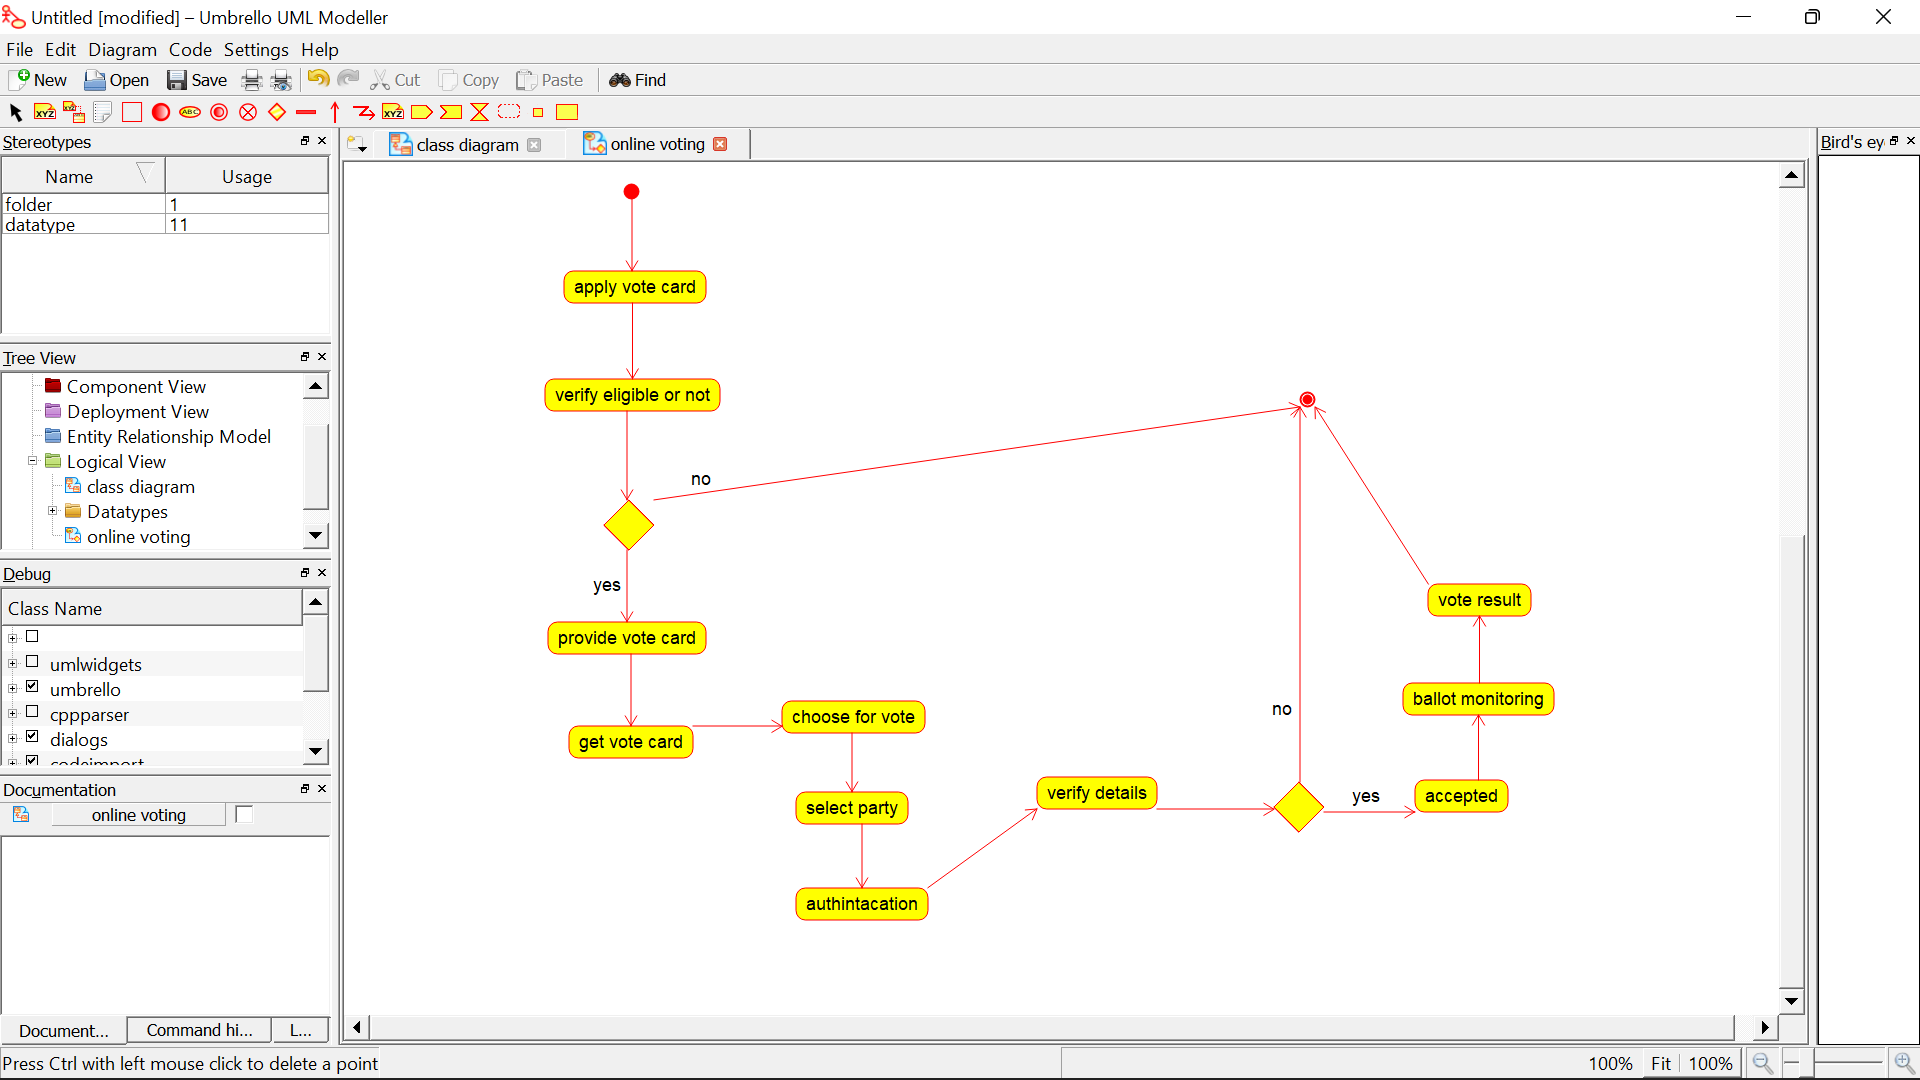 Untitled [modified] – Umbrello UML Modeller
File Edit Diagram Code Settings Help
New Open Save Cut Copy Paste Find
XYZ XYZ ABC XYZ
Stereotypes
Name Usage
folder 1
datatype 11
Tree View
Component View
Deployment View
Entity Relationship Model
Logical View
class diagram
Datatypes
online voting
Debug
Class Name
umlwidgets
umbrello
cppparser
dialogs
codeimport
Documentation
online voting
Document...
Command hi...
L...
class diagram
online voting
Bird's ey
apply vote card
verify eligible or not
no
yes
provide vote card
get vote card
choose for vote
select party
authintacation
verify details
no
yes
accepted
ballot monitoring
vote result
Press Ctrl with left mouse click to delete a point
100% Fit 100%